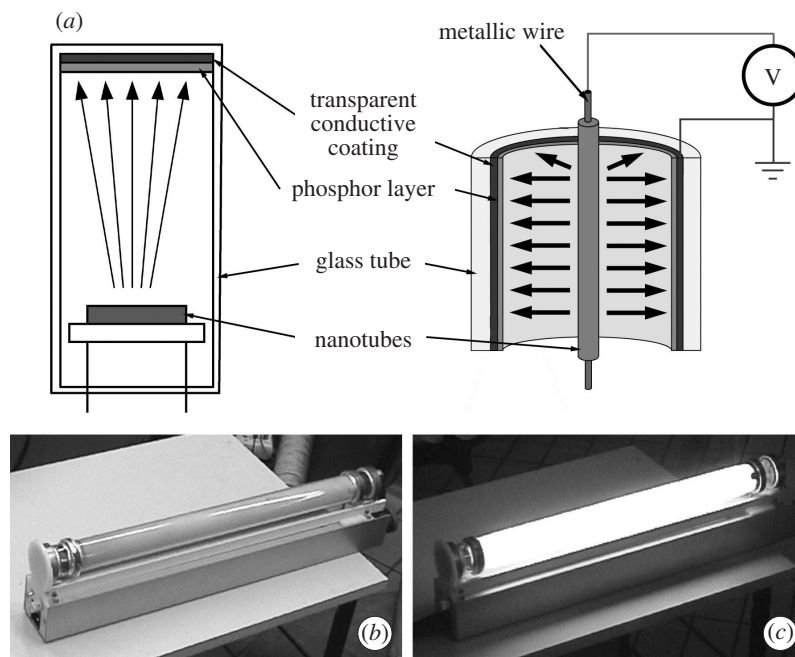 (a)
metallic wire
V
transparent
conductive
coating
phosphor layer
glass tube
nanotubes
(b)
(c)